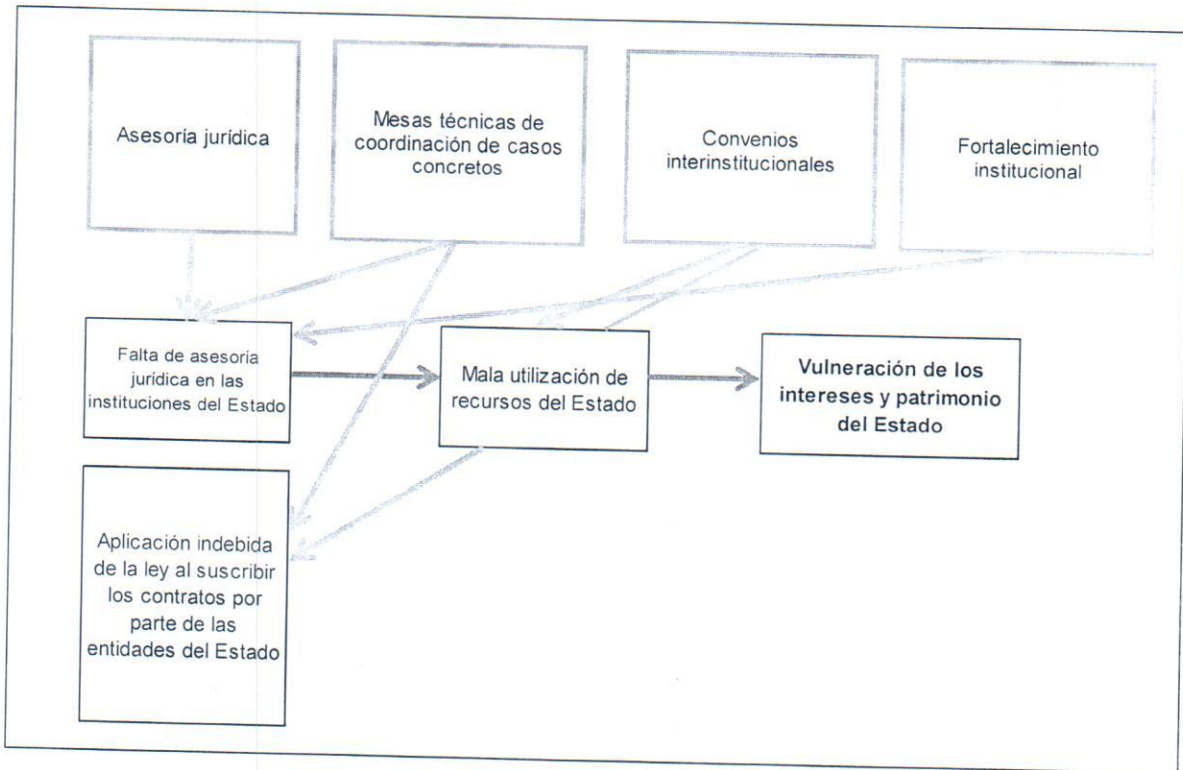 Asesoría jurídica
Mesas técnicas de
coordinación de casos
concretos
Convenios
interinstitucionales
Fortalecimiento
institucional
Falta de asesoria
jurídica en las
instituciones del Estado
Mala utilización de
recursos del Estado
Vulneración de los
intereses y patrimonio
del Estado
Aplicación indebida
de la ley al suscribir
los contratos por
parte de las
entidades del Estado